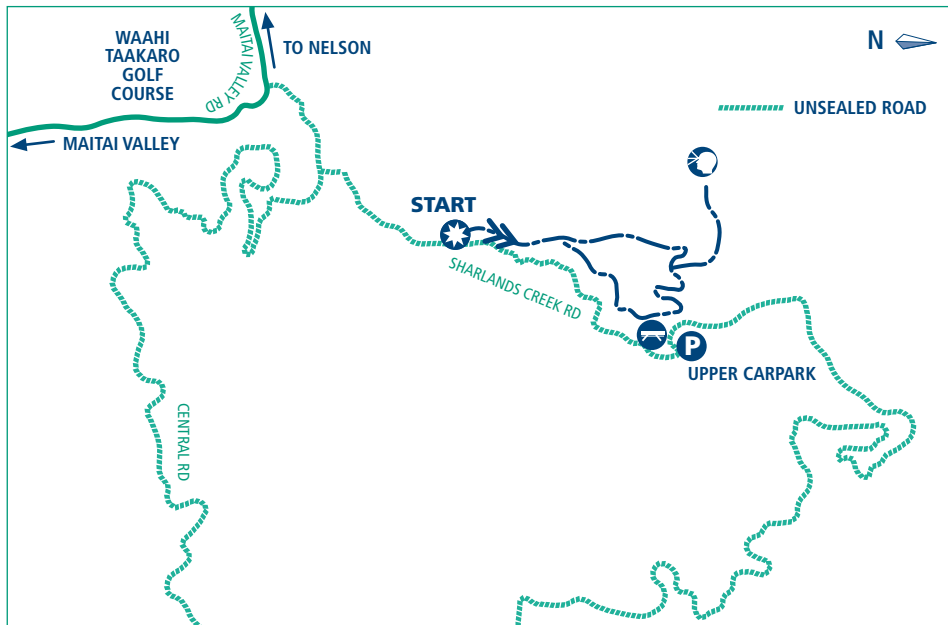 WAAHI
TAAKARO
GOLF
COURSE
MAITAI VALLEY RD
TO NELSON
N
UNSEALED ROAD
MAITAI VALLEY
START
SHARLANDS CREEK RD
P
UPPER CARPARK
CENTRAL RD